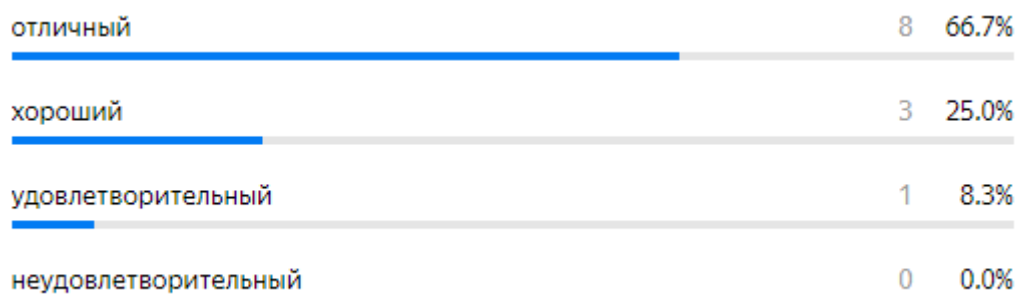 отличный 8 66.7%
хороший 3 25.0%
удовлетворительный 1 8.3%
неудовлетворительный 0 0.0%